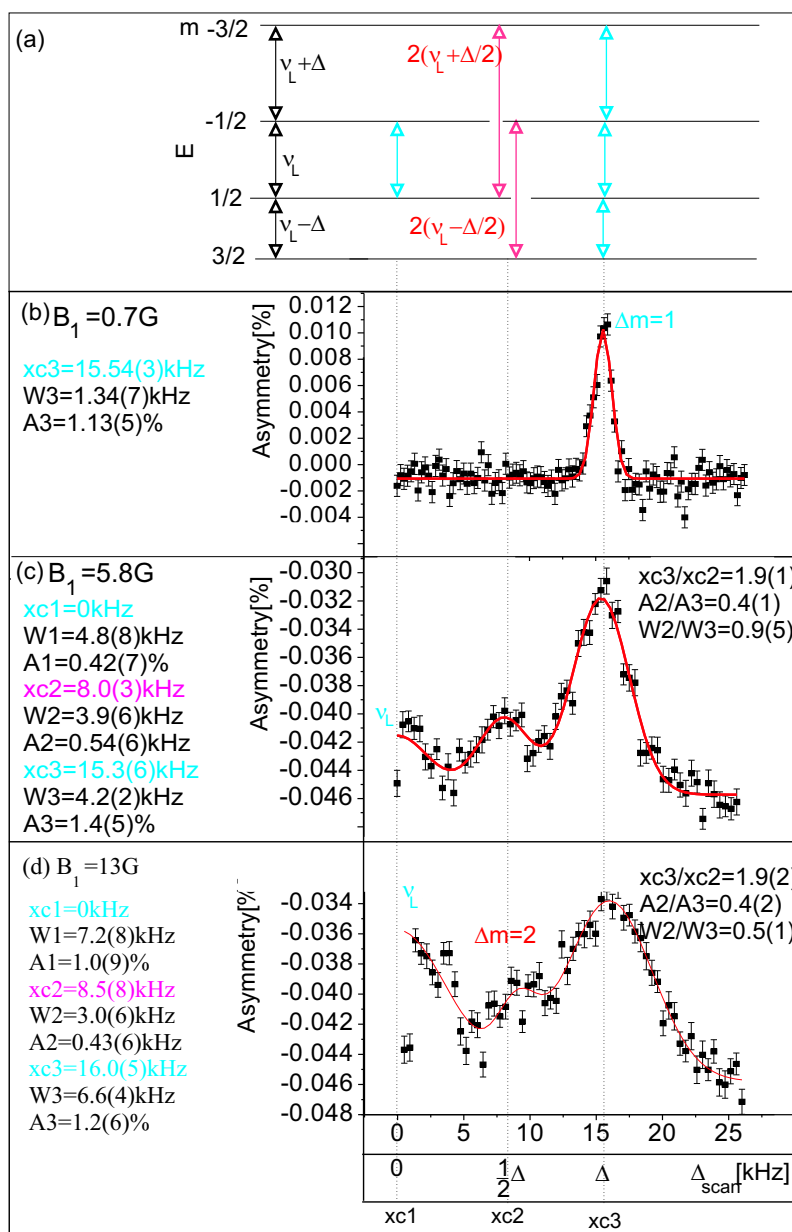 (a)
m -3/2
ν_L+Δ
2(ν_L+Δ/2)
-1/2
E
ν_L
1/2
ν_L−Δ
2(ν_L−Δ/2)
3/2
(b) B_1 =0.7G
xc3=15.54(3)kHz
W3=1.34(7)kHz
A3=1.13(5)%
Asymmetry[%]
0.012
0.010
0.008
0.006
0.004
0.002
0.000
-0.002
-0.004
Δm=1
(c) B_1 =5.8G
xc1=0kHz
W1=4.8(8)kHz
A1=0.42(7)%
xc2=8.0(3)kHz
W2=3.9(6)kHz
A2=0.54(6)%
xc3=15.3(6)kHz
W3=4.2(2)kHz
A3=1.4(5)%
Asymmetry[%]
-0.030
-0.032
-0.034
-0.036
-0.038
-0.040
-0.042
-0.044
-0.046
ν_L
xc3/xc2=1.9(1)
A2/A3=0.4(1)
W2/W3=0.9(5)
(d) B_1=13G
xc1=0kHz
W1=7.2(8)kHz
A1=1.0(9)%
xc2=8.5(8)kHz
W2=3.0(6)kHz
A2=0.43(6)%
xc3=16.0(5)kHz
W3=6.6(4)kHz
A3=1.2(6)%
Asymmetry[%
-0.034
-0.036
-0.038
-0.040
-0.042
-0.044
-0.046
-0.048
ν_L
Δm=2
xc3/xc2=1.9(2)
A2/A3=0.4(2)
W2/W3=0.5(1)
0 5 10 15 20 25
0 1/2 Δ Δ Δ_scan [kHz]
xc1 xc2 xc3